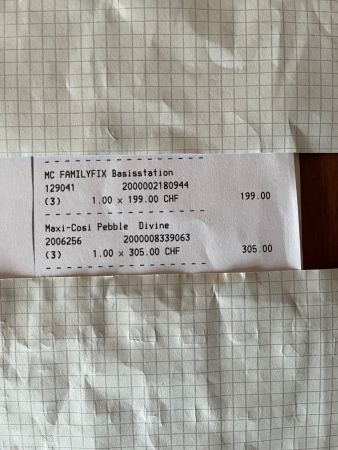 - - - - - - - - - - - - - - - - - -
MC FAMILYFIX Basisstation
129041 2000002180944
(3) 1.00 x 199.00 CHF 199.00
- - - - - - - - - - - - - - - - - -
Maxi-Cosi Pebble Divine
2006256 2000008339063
(3) 1.00 x 305.00 CHF 305.00
- - - - - - - - - - - - - - - - - -